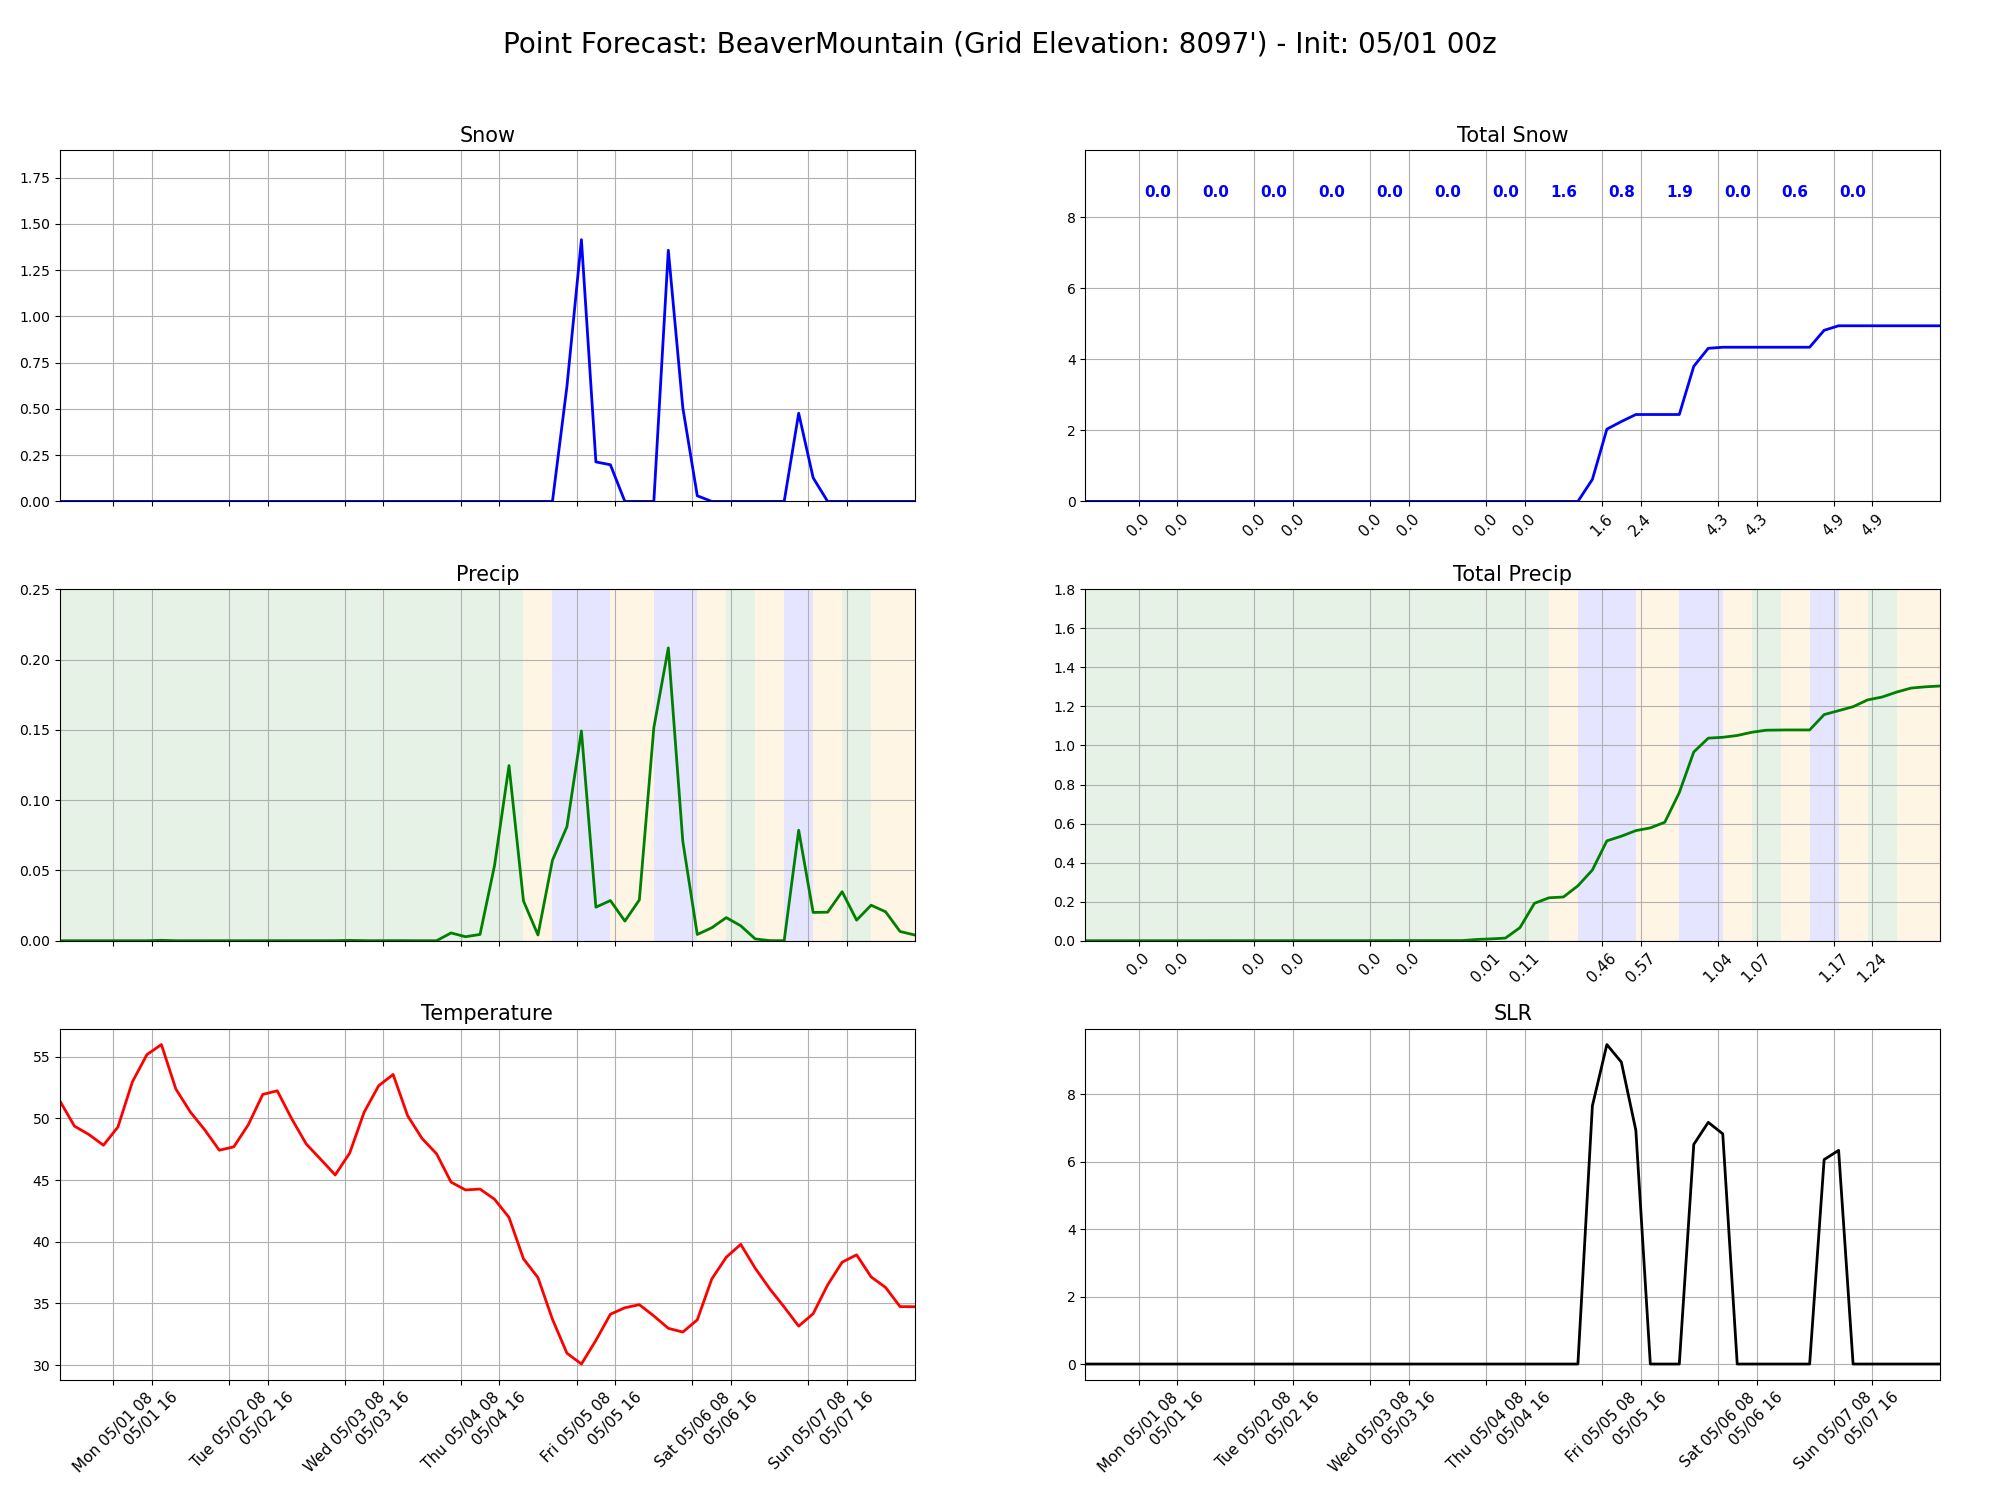 Point Forecast: BeaverMountain (Grid Elevation: 8097') - Init: 05/01 00z
Snow
1.75
1.50
1.25
1.00
0.75
0.50
0.25
0.00
Total Snow
0.0 0.0 0.0 0.0 0.0 0.0 0.0 1.6 0.8 1.9 0.0 0.6 0.0
8
6
4
2
0
0.0 0.0 0.0 0.0 0.0 0.0 0.0 0.0 1.6 2.4 4.3 4.3 4.9 4.9
Precip
0.25
0.20
0.15
0.10
0.05
0.00
Total Precip
1.8
1.6
1.4
1.2
1.0
0.8
0.6
0.4
0.2
0.0
0.0 0.0 0.0 0.0 0.0 0.0 0.01 0.11 0.46 0.57 1.04 1.07 1.17 1.24
Temperature
55
50
45
40
35
30
Mon 05/01 08
05/01 16
Tue 05/02 08
05/02 16
Wed 05/03 08
05/03 16
Thu 05/04 08
05/04 16
Fri 05/05 08
05/05 16
Sat 05/06 08
05/06 16
Sun 05/07 08
05/07 16
SLR
8
6
4
2
0
Mon 05/01 08
05/01 16
Tue 05/02 08
05/02 16
Wed 05/03 08
05/03 16
Thu 05/04 08
05/04 16
Fri 05/05 08
05/05 16
Sat 05/06 08
05/06 16
Sun 05/07 08
05/07 16